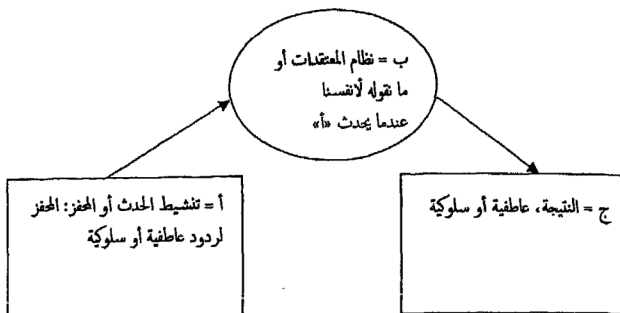 ب = نظام المعتقدات أو
ما نقوله لأنفسنا
عندما يحدث «أ»
أ = تنشيط الحدث أو المحفز: المحفز
لردود عاطفية أو سلوكية
ج = النتيجة، عاطفية أو سلوكية